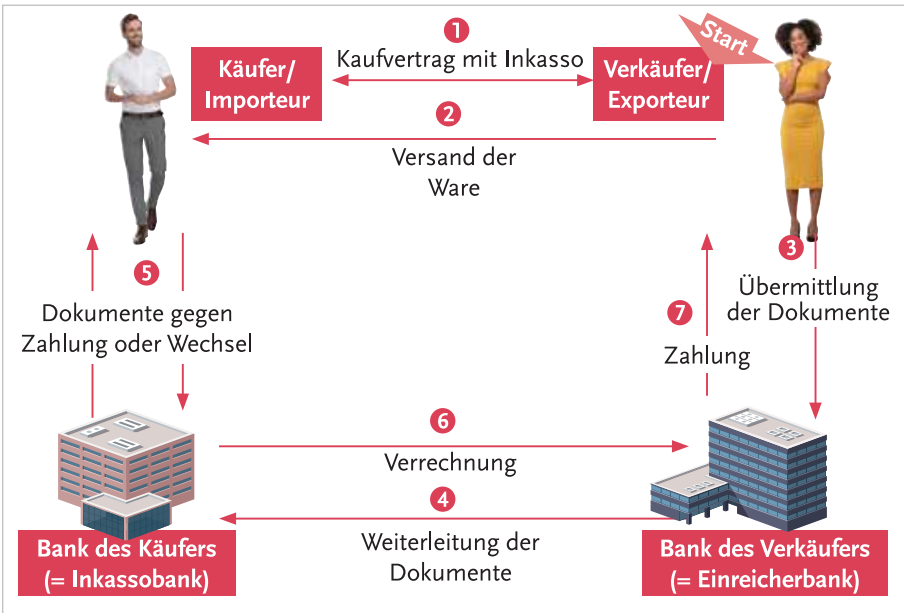 1
Kaufvertrag mit Inkasso
Start
Käufer/
Importeur
Verkäufer/
Exporteur
2
Versand der
Ware
3
Übermittlung
der Dokumente
5
Dokumente gegen
Zahlung oder Wechsel
7
Zahlung
6
Verrechnung
4
Weiterleitung der
Dokumente
Bank des Käufers
(= Inkassobank)
Bank des Verkäufers
(= Einreicherbank)